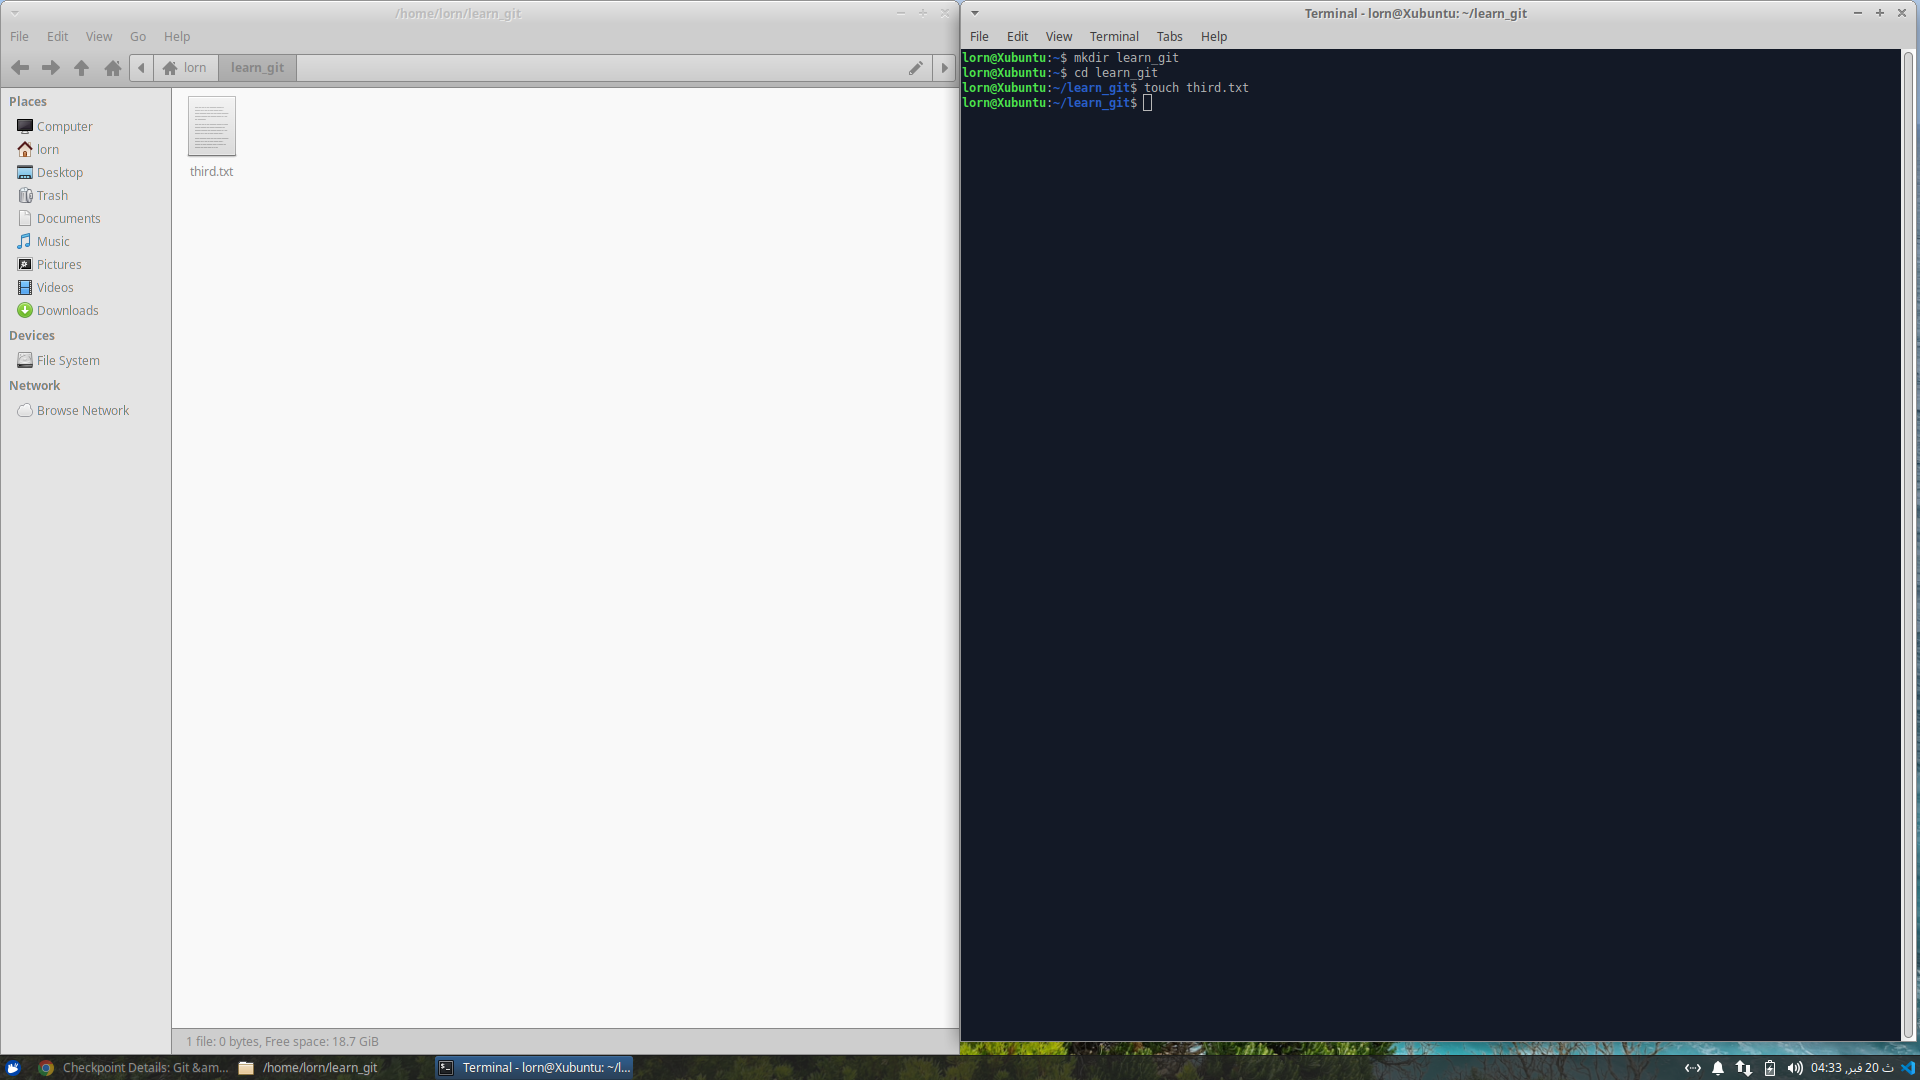 /home/lorn/learn_git
File Edit View Go Help
lorn learn_git
Places
Computer
lorn
Desktop
Trash
Documents
Music
Pictures
Videos
Downloads
Devices
File System
Network
Browse Network
third.txt
1 file: 0 bytes, Free space: 18.7 GiB
Terminal - lorn@Xubuntu: ~/learn_git
File Edit View Terminal Tabs Help
lorn@Xubuntu:~$ mkdir learn_git
lorn@Xubuntu:~$ cd learn_git
lorn@Xubuntu:~/learn_git$ touch third.txt
lorn@Xubuntu:~/learn_git$
Checkpoint Details: Git &am... /home/lorn/learn_git Terminal - lorn@Xubuntu: ~/l... ث 20 فبر, 04:33